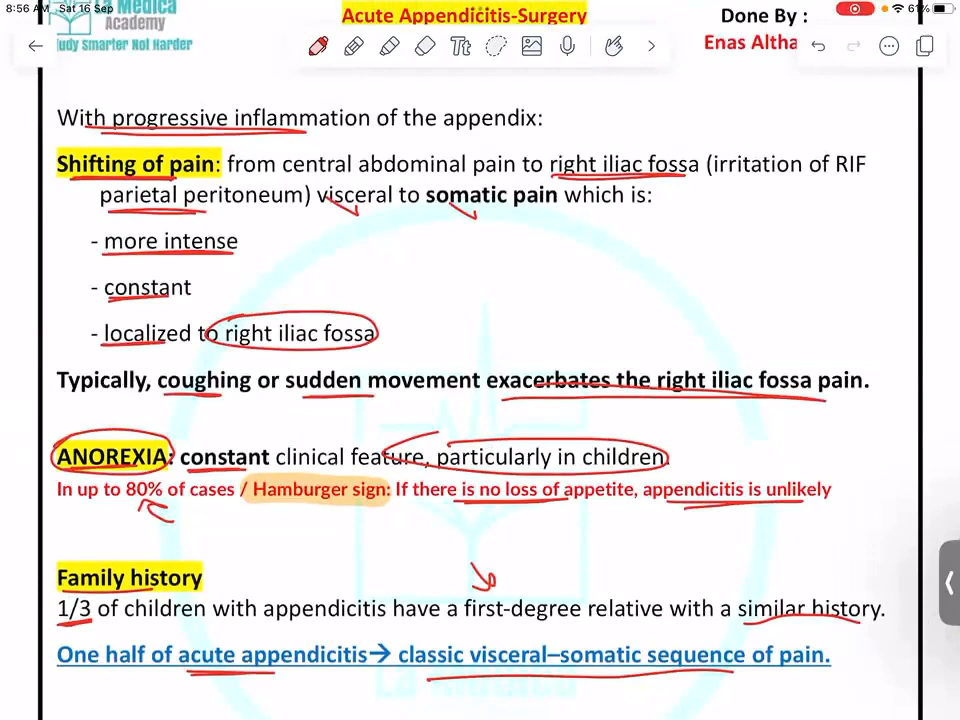 8:56 AM Sat 16 Sep
61%
La Medica
Academy
Study Smarter Not Harder
Acute Appendicitis-Surgery
Done By :
Enas Altha
Tt
With progressive inflammation of the appendix:
Shifting of pain: from central abdominal pain to right iliac fossa (irritation of RIF
parietal peritoneum) visceral to somatic pain which is:
- more intense
- constant
- localized to right iliac fossa
Typically, coughing or sudden movement exacerbates the right iliac fossa pain.
ANOREXIA: constant clinical feature, particularly in children.
In up to 80% of cases / Hamburger sign: If there is no loss of appetite, appendicitis is unlikely
Family history
1/3 of children with appendicitis have a first-degree relative with a similar history.
One half of acute appendicitis→ classic visceral–somatic sequence of pain.